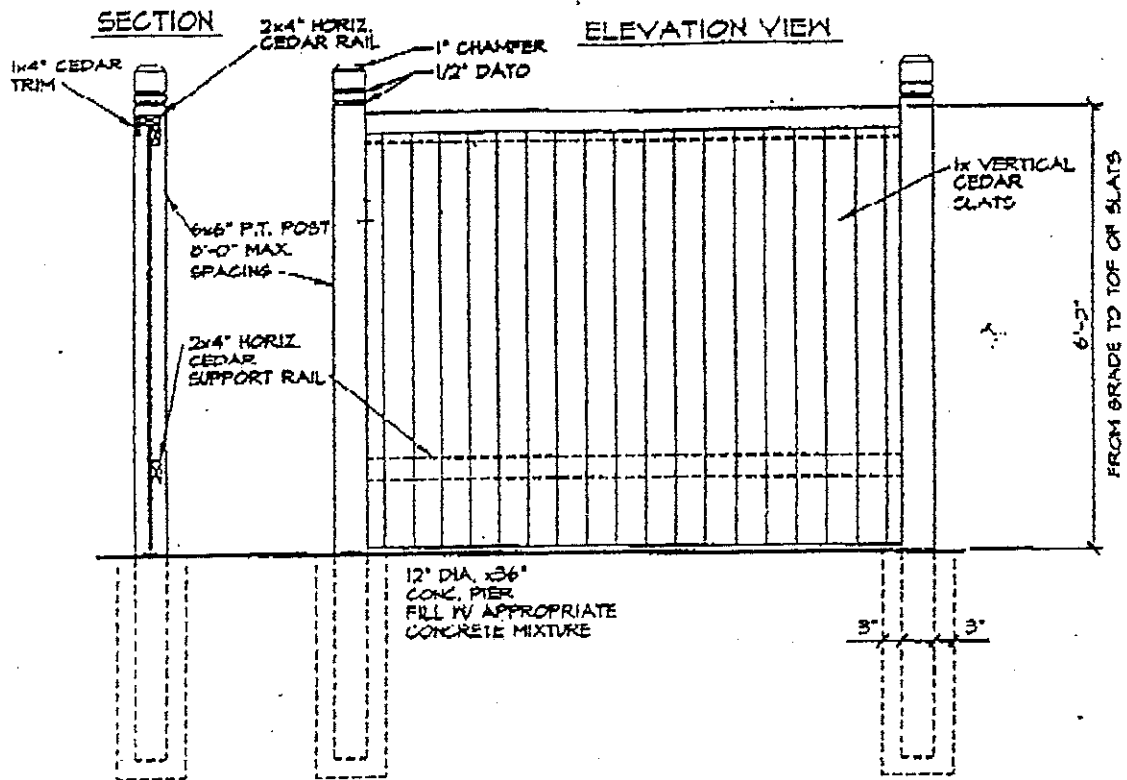 SECTION
2x4" HORIZ.
CEDAR RAIL
1x4" CEDAR
TRIM
1" CHAMFER
1/2" DATO
ELEVATION VIEW
1x VERTICAL
CEDAR
SLATS
6x6" P.T. POST
8'-0" MAX.
SPACING
2x4" HORIZ
CEDAR
SUPPORT RAIL
FROM GRADE TO TOP OF SLATS
12" DIA. x36"
CONC. PIER
FILL W/ APPROPRIATE
CONCRETE MIXTURE
3"
3"